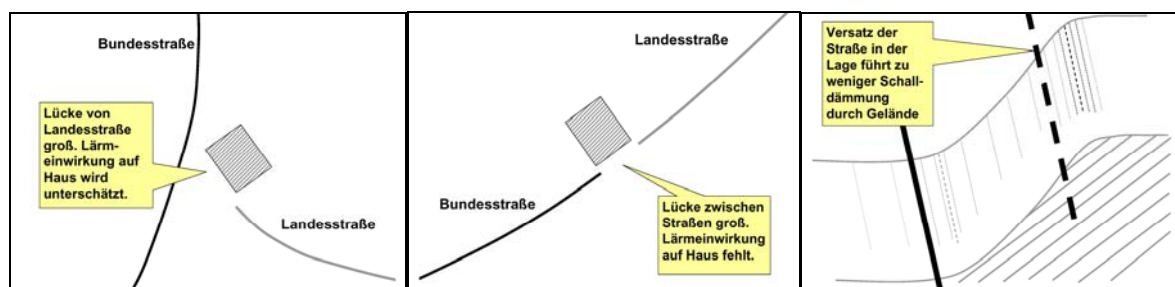 Bundesstraße
Lücke von
Landesstraße
groß. Lärm-
einwirkung auf
Haus wird
unterschätzt.
Landesstraße
Landesstraße
Bundesstraße
Lücke zwischen
Straßen groß.
Lärmeinwirkung
auf Haus fehlt.
Versatz der
Straße in der
Lage führt zu
weniger Schall-
dämmung
durch Gelände